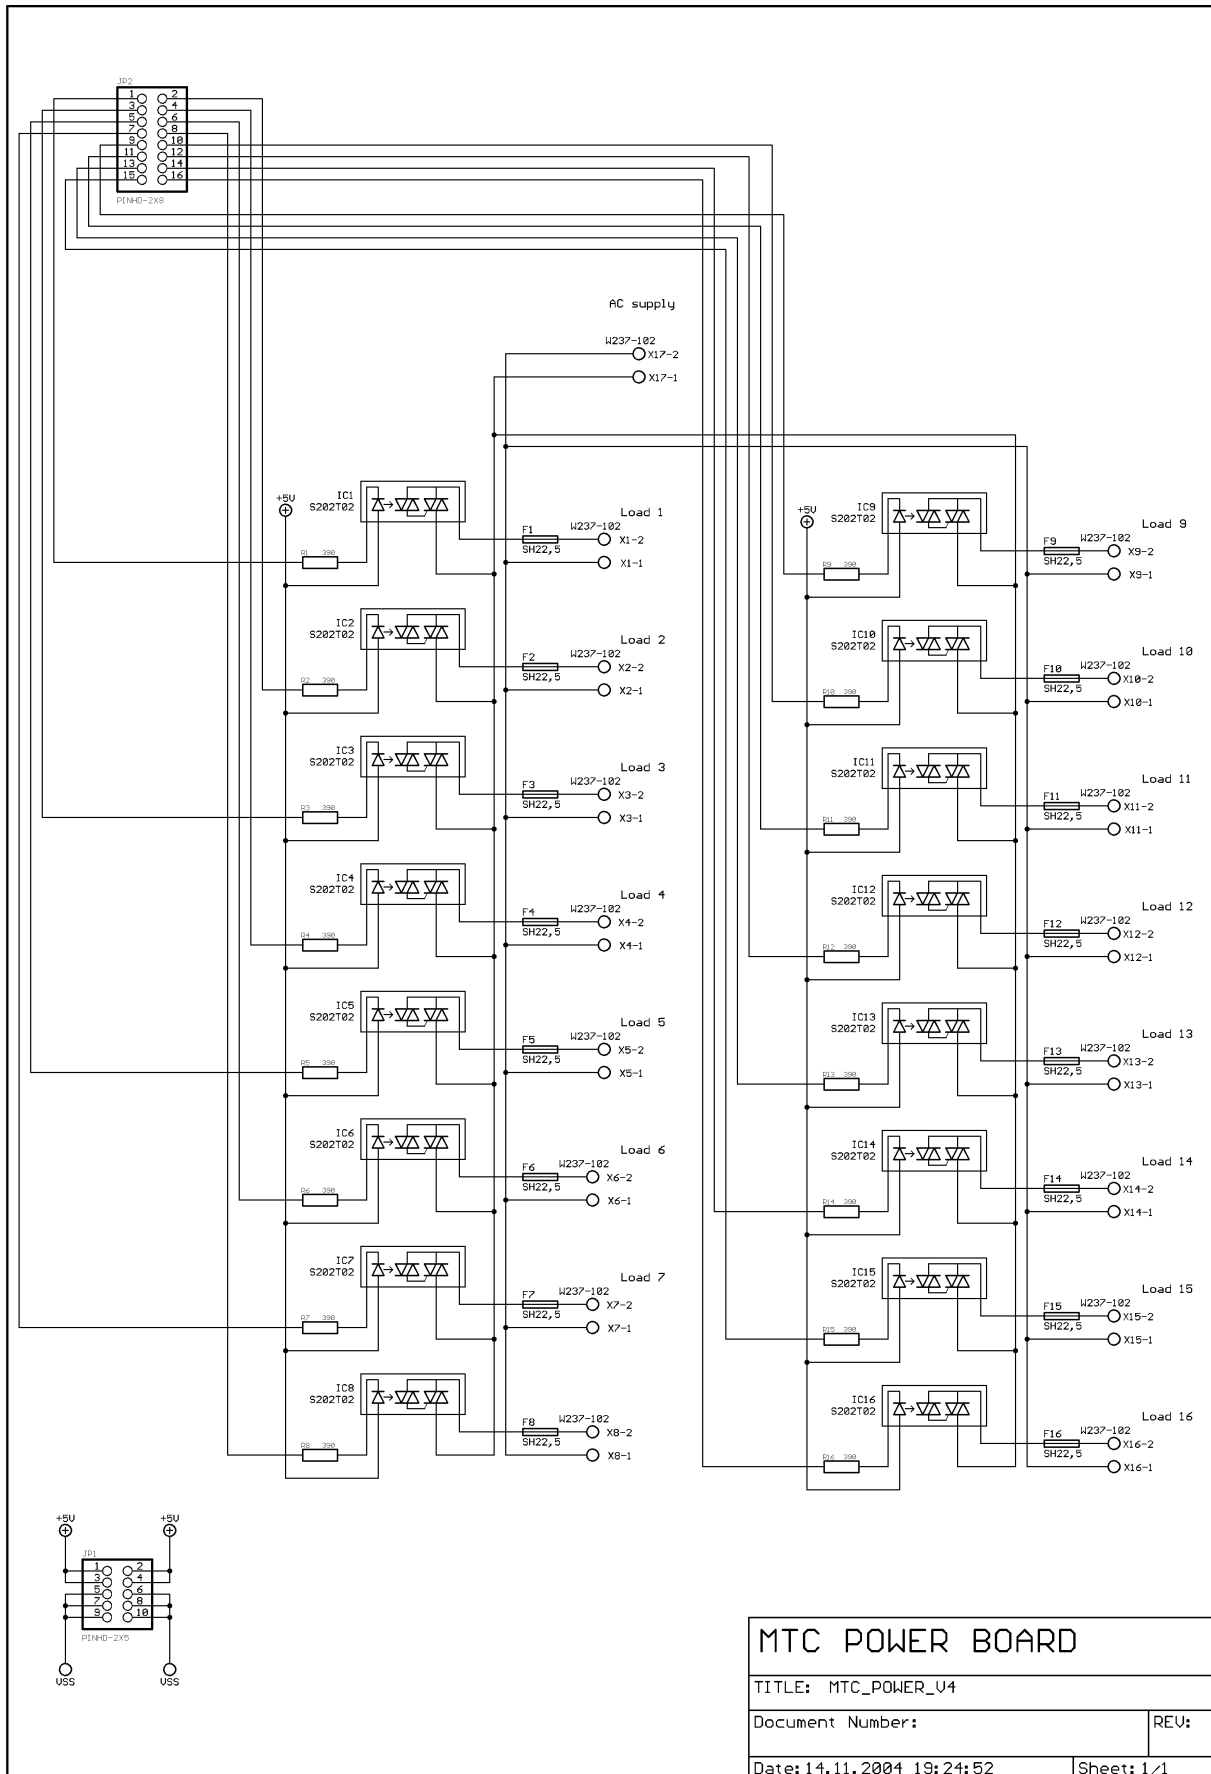 JP2
1 2
3 4
5 6
7 8
9 10
11 12
13 14
15 16
PINHD-2X8
AC supply
W237-102
X17-2
X17-1
+5V
IC1
S202T02
R1 390
F1
SH22,5
W237-102
Load 1
X1-2
X1-1
IC2
S202T02
R2 390
F2
SH22,5
W237-102
Load 2
X2-2
X2-1
IC3
S202T02
R3 390
F3
SH22,5
W237-102
Load 3
X3-2
X3-1
IC4
S202T02
R4 390
F4
SH22,5
W237-102
Load 4
X4-2
X4-1
IC5
S202T02
R5 390
F5
SH22,5
W237-102
Load 5
X5-2
X5-1
IC6
S202T02
R6 390
F6
SH22,5
W237-102
Load 6
X6-2
X6-1
IC7
S202T02
R7 390
F7
SH22,5
W237-102
Load 7
X7-2
X7-1
IC8
S202T02
R8 390
F8
SH22,5
W237-102
X8-2
X8-1
+5V
IC9
S202T02
R9 390
F9
SH22,5
W237-102
Load 9
X9-2
X9-1
IC10
S202T02
R10 390
F10
SH22,5
W237-102
Load 10
X10-2
X10-1
IC11
S202T02
R11 390
F11
SH22,5
W237-102
Load 11
X11-2
X11-1
IC12
S202T02
R12 390
F12
SH22,5
W237-102
Load 12
X12-2
X12-1
IC13
S202T02
R13 390
F13
SH22,5
W237-102
Load 13
X13-2
X13-1
IC14
S202T02
R14 390
F14
SH22,5
W237-102
Load 14
X14-2
X14-1
IC15
S202T02
R15 390
F15
SH22,5
W237-102
Load 15
X15-2
X15-1
IC16
S202T02
R16 390
F16
SH22,5
W237-102
Load 16
X16-2
X16-1
+5V +5V
JP1
1 2
3 4
5 6
7 8
9 10
PINHD-2X5
VSS VSS
MTC POWER BOARD
TITLE: MTC_POWER_V4
Document Number:
REV:
Date: 14.11.2004 19:24:52
Sheet: 1/1